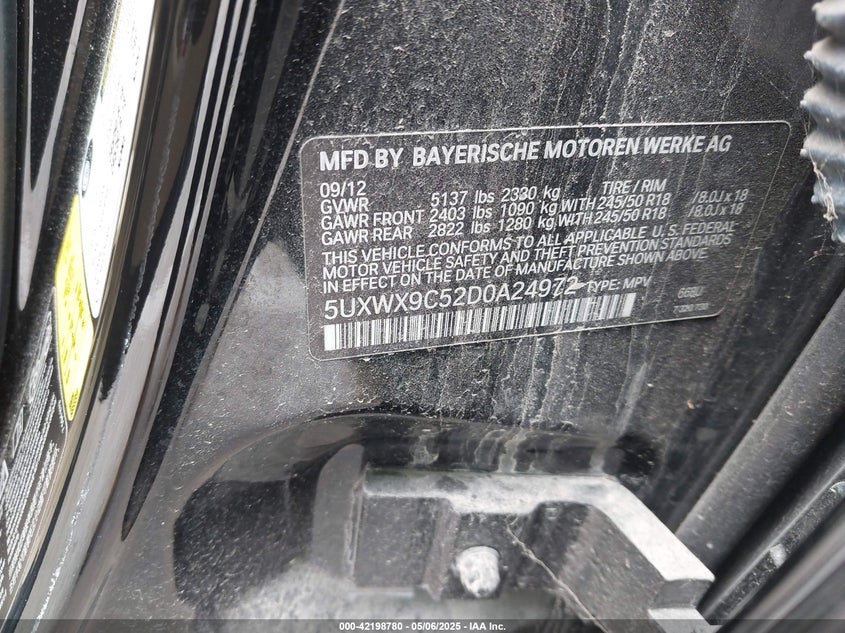 MFD BY BAYERISCHE MOTOREN WERKE AG
09/12 TIRE / RIM
GVWR 5137 lbs 2330 kg
GAWR FRONT 2403 lbs 1090 kg WITH 245/50 R18 /8.0J x 18
GAWR REAR 2822 lbs 1280 kg WITH 245/50 R18 /8.0J x 18
THIS VEHICLE CONFORMS TO ALL APPLICABLE U.S. FEDERAL
MOTOR VEHICLE SAFETY AND THEFT PREVENTION STANDARDS
IN EFFECT ON THE DATE OF MANUFACTURE SHOWN ABOVE.
5UXWX9C52D0A24972 TYPE: MPV
000-42198780 - 05/06/2025 - IAA Inc.